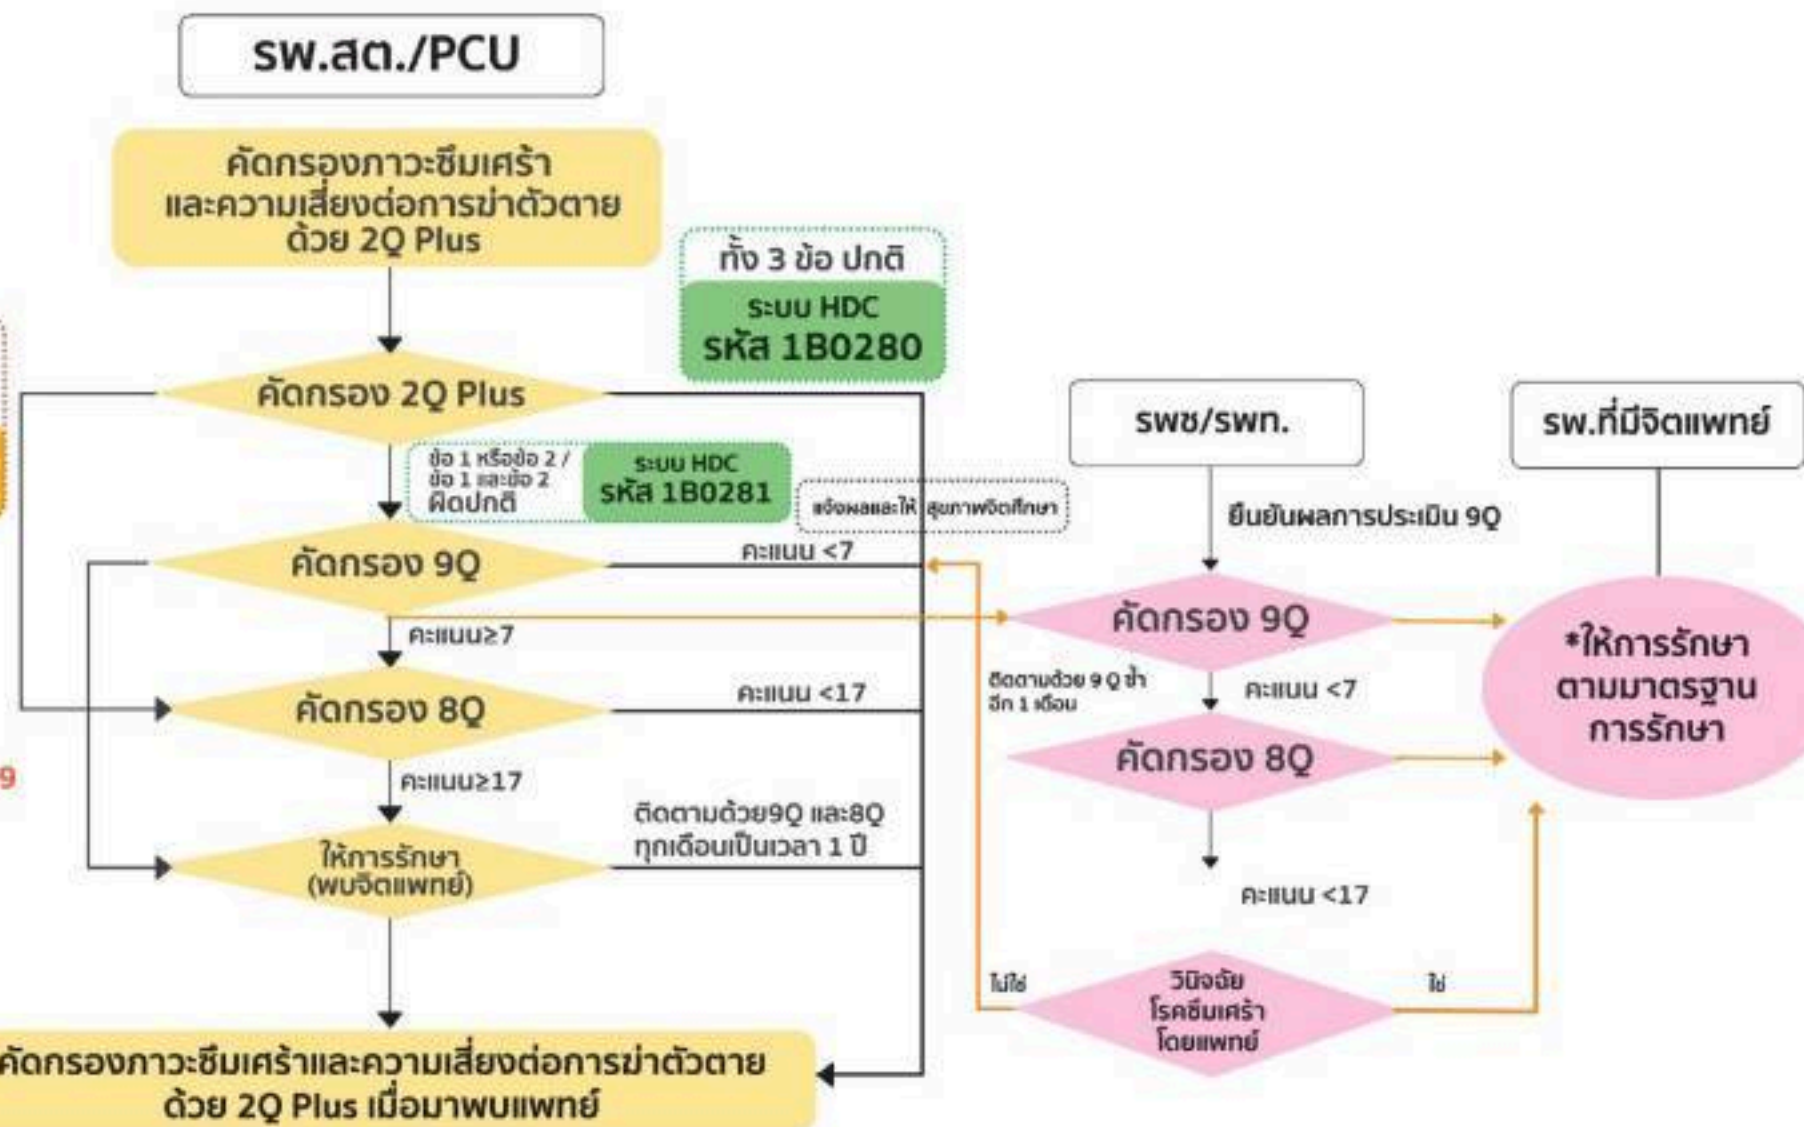 รพ.สต./PCU
คัดกรองภาวะซึมเศร้า
และความเสี่ยงต่อการฆ่าตัวตาย
ด้วย 2Q Plus
ทั้ง 3 ข้อ ปกติ
ระบบ HDC
รหัส 1B0280
คัดกรอง 2Q Plus
ข้อ 1 หรือข้อ 2 /
ข้อ 1 และข้อ 2
ผิดปกติ
ระบบ HDC
รหัส 1B0281
แจ้งผลและให้ สุขภาพจิตศึกษา
คัดกรอง 9Q
คะแนน <7
คะแนน≥7
คัดกรอง 8Q
คะแนน <17
คะแนน≥17
9
ให้การรักษา
(พบจิตแพทย์)
ติดตามด้วย9Q และ8Q
ทุกเดือนเป็นเวลา 1 ปี
คัดกรองภาวะซึมเศร้าและความเสี่ยงต่อการฆ่าตัวตาย
ด้วย 2Q Plus เมื่อมาพบแพทย์
รพช/รพท.
ยืนยันผลการประเมิน 9Q
คัดกรอง 9Q
ติดตามด้วย 9 Q ซ้ำ
อีก 1 เดือน
คะแนน <7
คัดกรอง 8Q
คะแนน <17
ไม่ใช่
วินิจฉัย
โรคซึมเศร้า
โดยแพทย์
ใช่
รพ.ที่มีจิตแพทย์
*ให้การรักษา
ตามมาตรฐาน
การรักษา